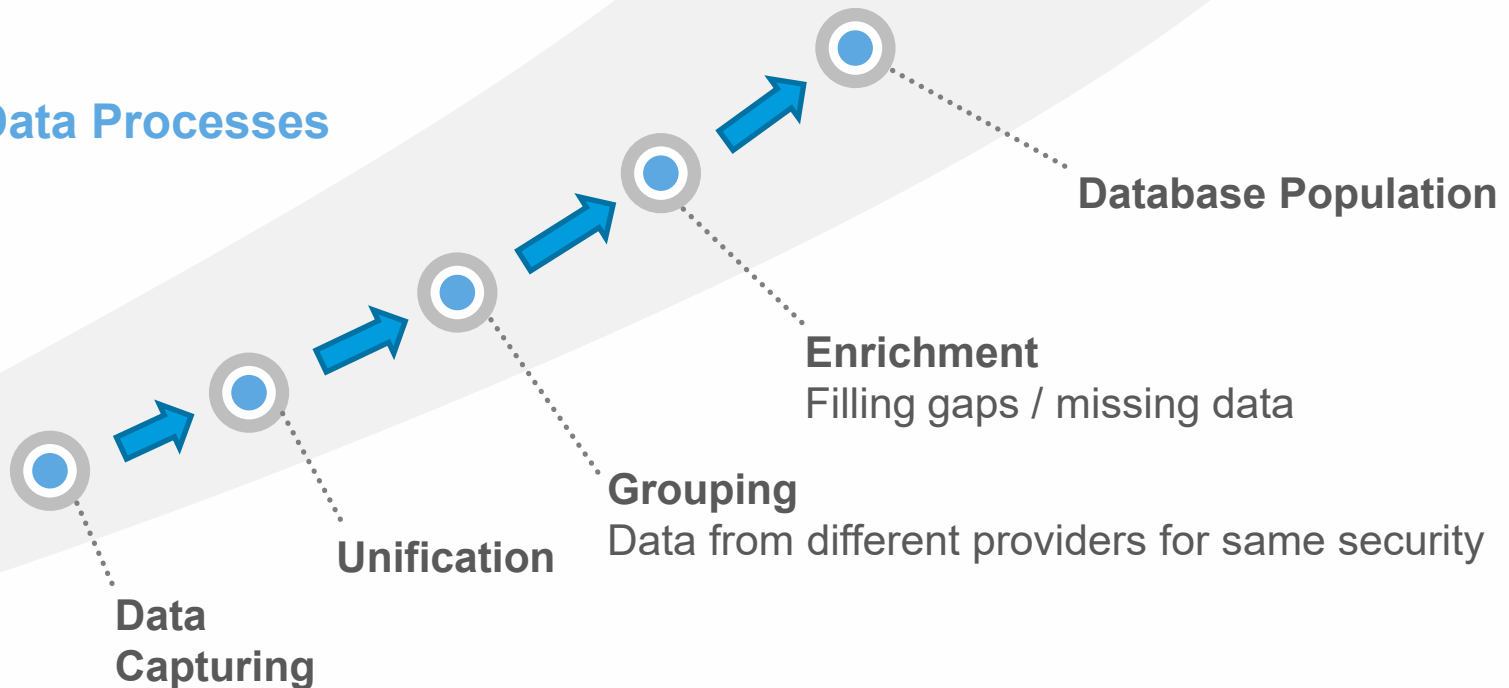 Data Processes
Database Population
Enrichment
Filling gaps / missing data
Grouping
Data from different providers for same security
Unification
Data
Capturing